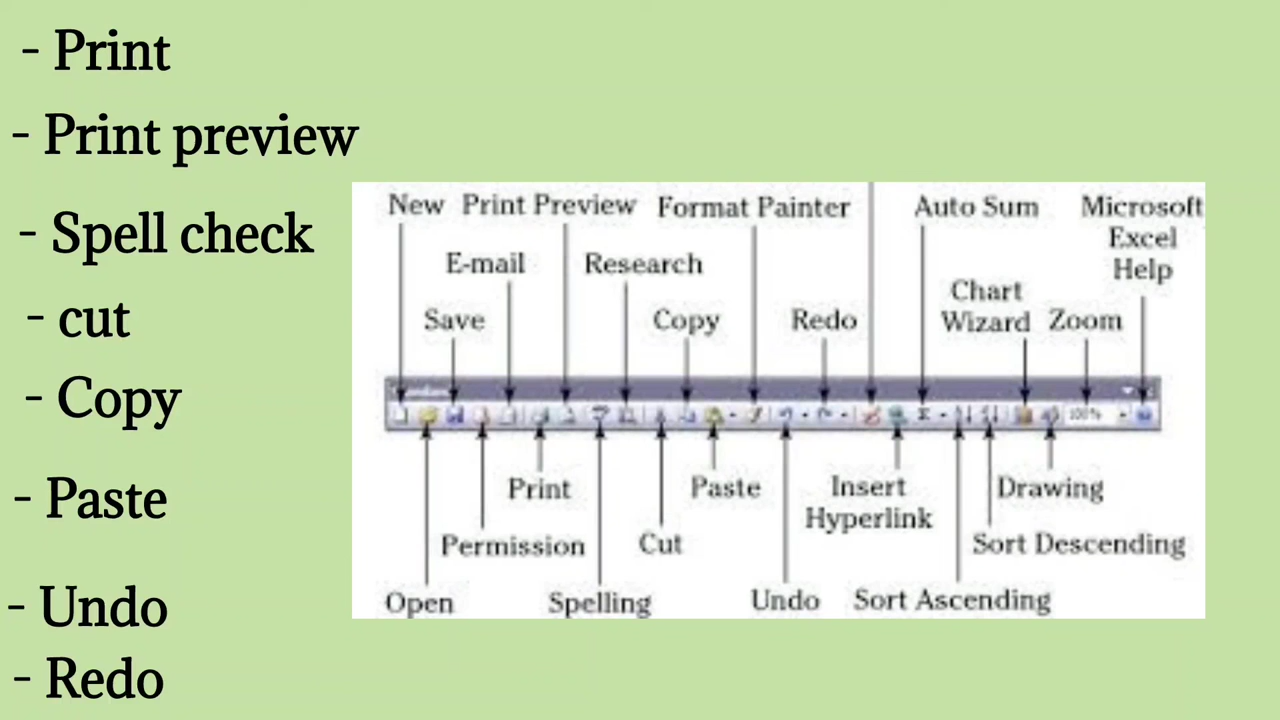 - Print
- Print preview
- Spell check
- cut
- Copy
- Paste
- Undo
- Redo
New Print Preview Format Painter Auto Sum Microsoft
Excel
Help
E-mail Research
Chart
Wizard
Save Copy Redo Zoom
100%
Print Paste Insert
Hyperlink
Drawing
Permission Cut Sort Descending
Open Spelling Undo Sort Ascending